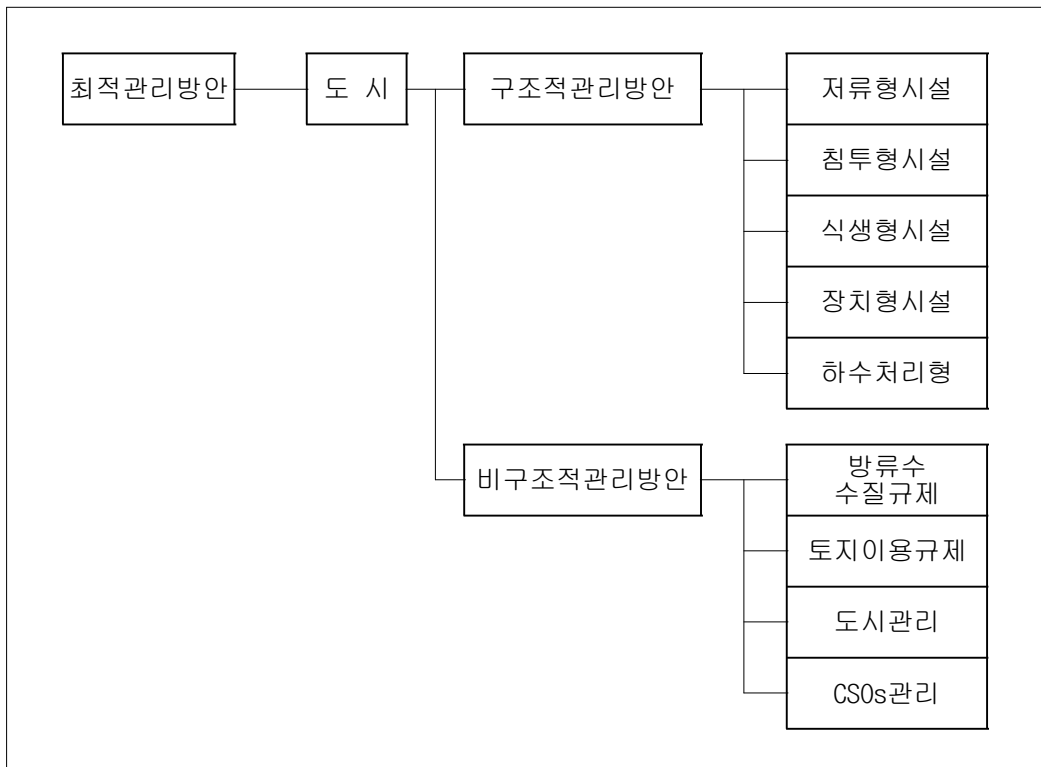 최적관리방안
도 시
구조적관리방안
저류형시설
침투형시설
식생형시설
장치형시설
하수처리형
비구조적관리방안
방류수
수질규제
토지이용규제
도시관리
CSOs관리